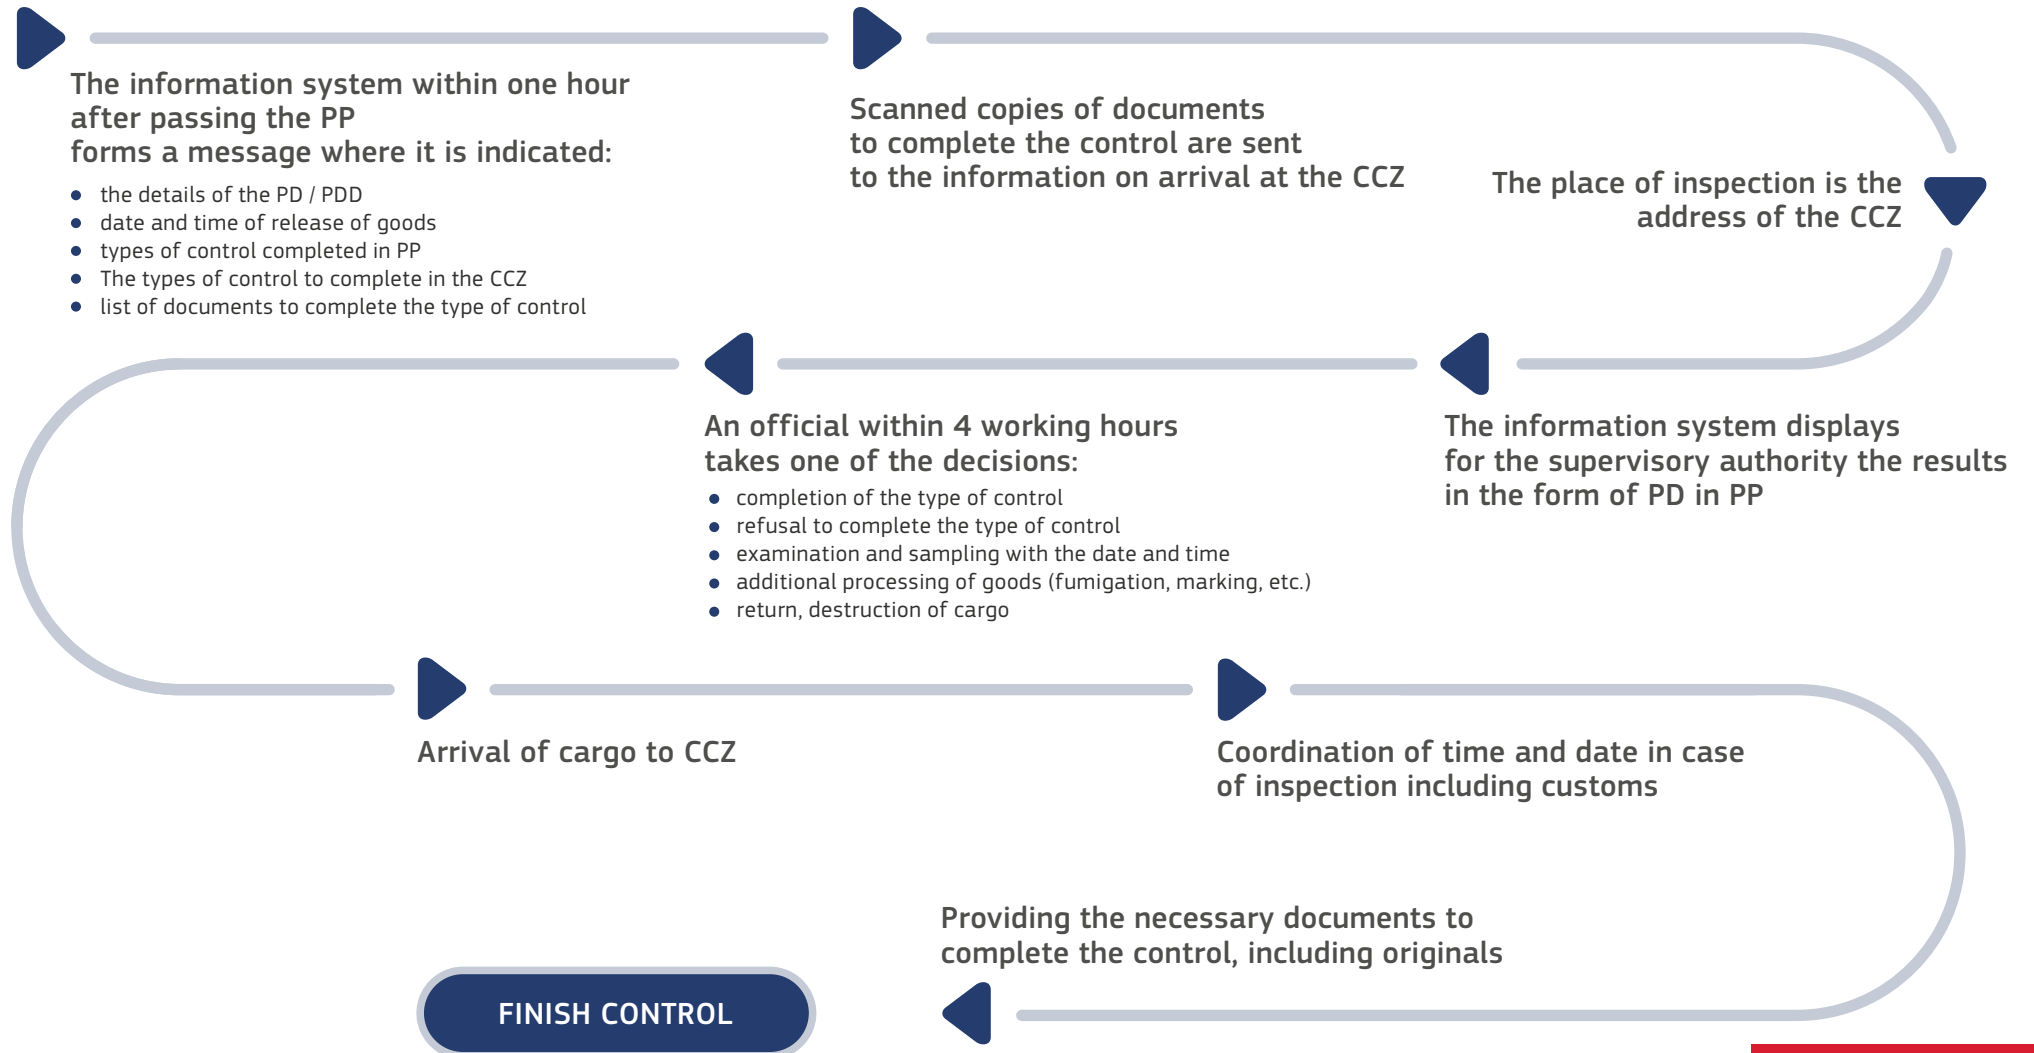 The information system within one hour
after passing the PP
forms a message where it is indicated:
the details of the PD / PDD
date and time of release of goods
types of control completed in PP
The types of control to complete in the CCZ
list of documents to complete the type of control
Scanned copies of documents
to complete the control are sent
to the information on arrival at the CCZ
The place of inspection is the
address of the CCZ
The information system displays
for the supervisory authority the results
in the form of PD in PP
An official within 4 working hours
takes one of the decisions:
completion of the type of control
refusal to complete the type of control
examination and sampling with the date and time
additional processing of goods (fumigation, marking, etc.)
return, destruction of cargo
Arrival of cargo to CCZ
Coordination of time and date in case
of inspection including customs
Providing the necessary documents to
complete the control, including originals
FINISH CONTROL